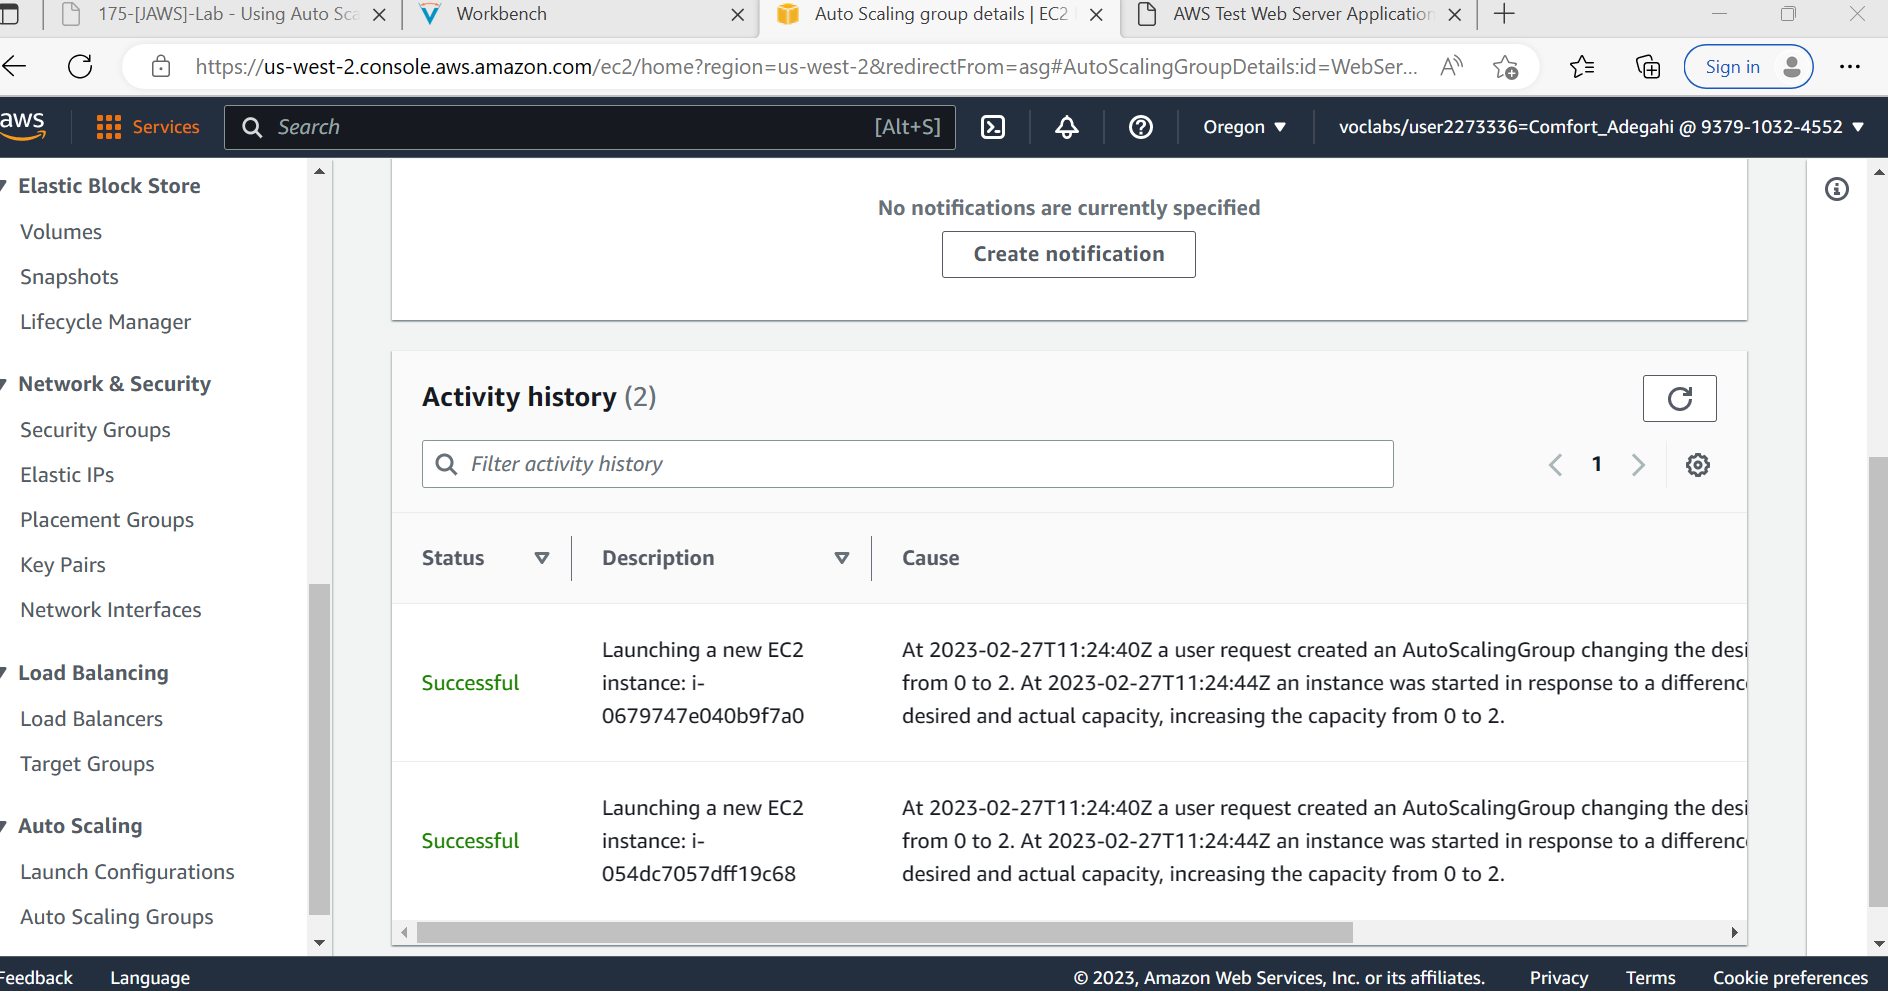 175-[JAWS]-Lab - Using Auto Sca
Workbench
Auto Scaling group details | EC2
AWS Test Web Server Application
https://us-west-2.console.aws.amazon.com/ec2/home?region=us-west-2&redirectFrom=asg#AutoScalingGroupDetails:id=WebSer...
Sign in
aws
Services
Search
[Alt+S]
Oregon
voclabs/user2273336=Comfort_Adegahi @ 9379-1032-4552
Elastic Block Store
Volumes
Snapshots
Lifecycle Manager
Network & Security
Security Groups
Elastic IPs
Placement Groups
Key Pairs
Network Interfaces
Load Balancing
Load Balancers
Target Groups
Auto Scaling
Launch Configurations
Auto Scaling Groups
No notifications are currently specified
Create notification
Activity history (2)
Filter activity history
1
Status
Description
Cause
Successful
Launching a new EC2
instance: i-
0679747e040b9f7a0
At 2023-02-27T11:24:40Z a user request created an AutoScalingGroup changing the desi
from 0 to 2. At 2023-02-27T11:24:44Z an instance was started in response to a differenc
desired and actual capacity, increasing the capacity from 0 to 2.
Successful
Launching a new EC2
instance: i-
054dc7057dff19c68
At 2023-02-27T11:24:40Z a user request created an AutoScalingGroup changing the desi
from 0 to 2. At 2023-02-27T11:24:44Z an instance was started in response to a differenc
desired and actual capacity, increasing the capacity from 0 to 2.
Feedback
Language
© 2023, Amazon Web Services, Inc. or its affiliates.
Privacy
Terms
Cookie preferences